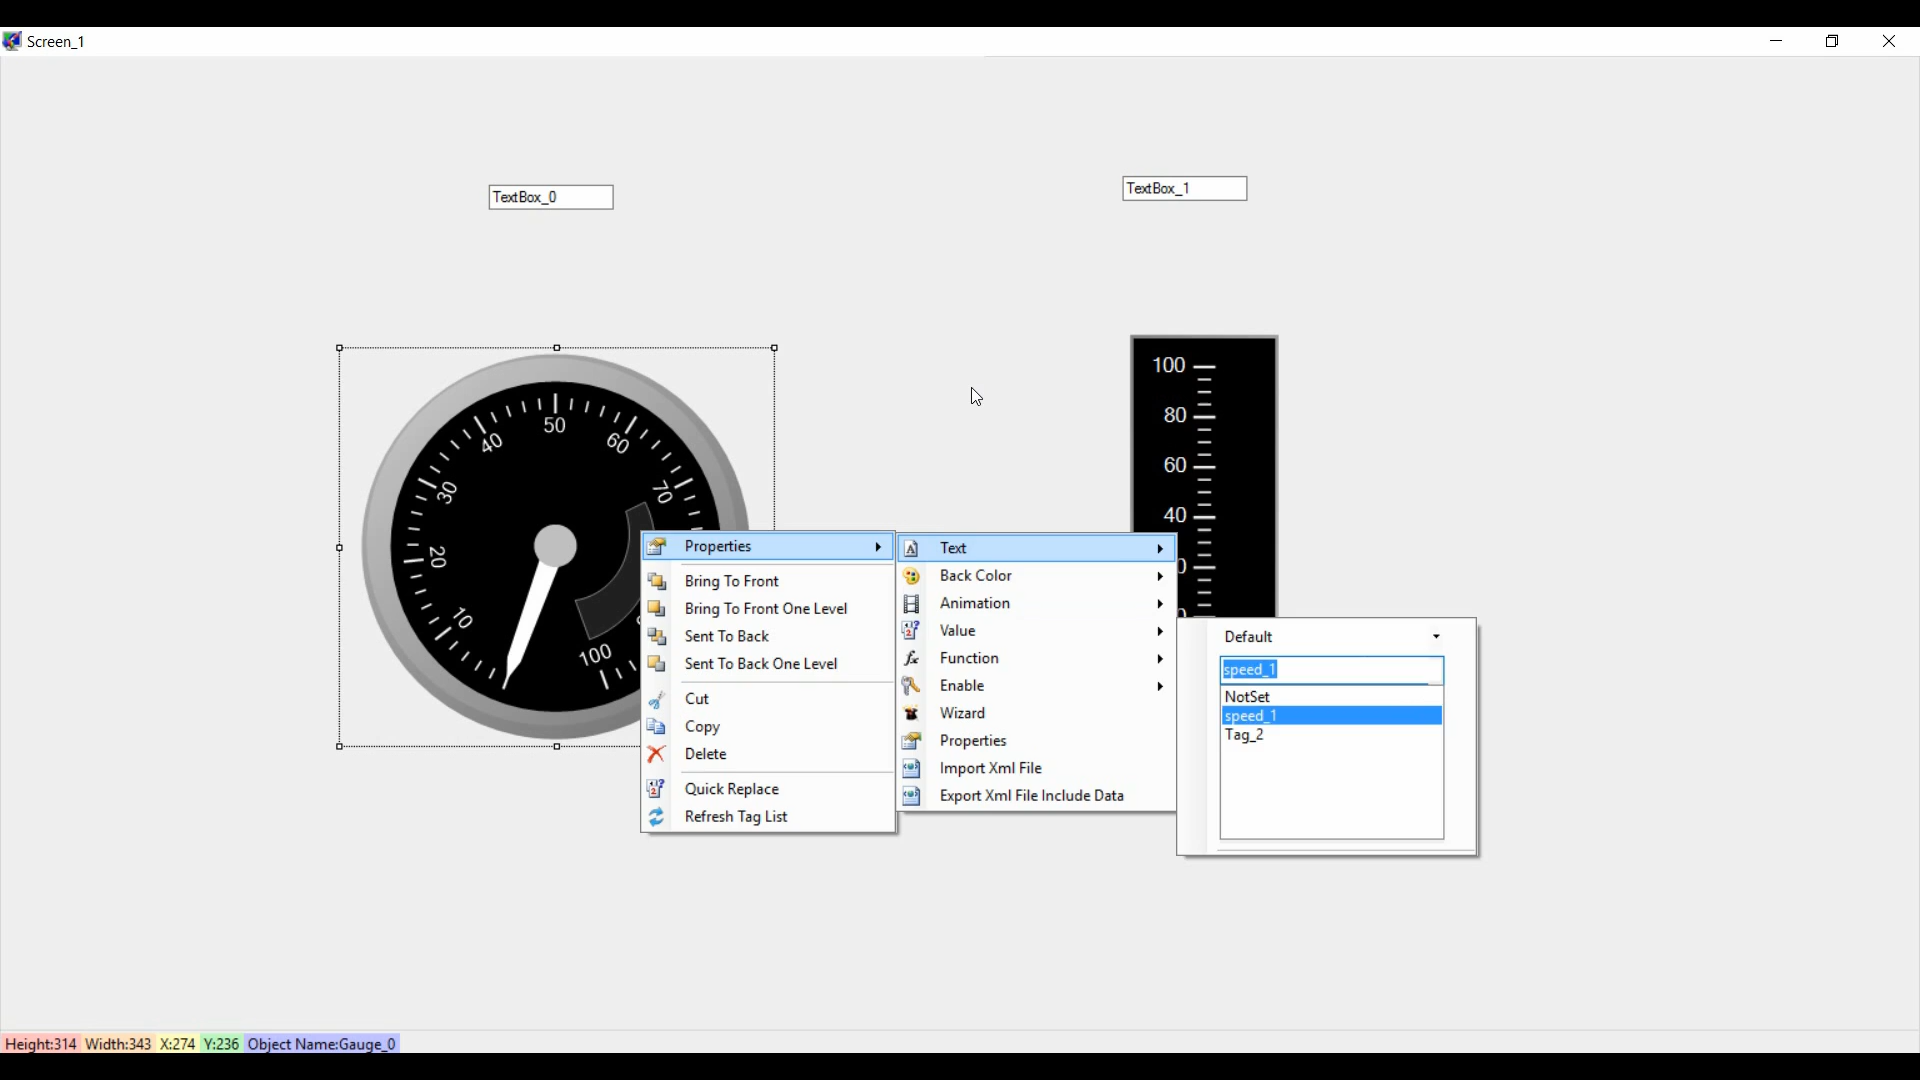 Screen_1
TextBox_0
TextBox_1
50
40
60
30
70
20
10
100
100
80
60
40
0
0
Properties
Bring To Front
Bring To Front One Level
Sent To Back
Sent To Back One Level
Cut
Copy
Delete
Quick Replace
Refresh Tag List
Text
Back Color
Animation
Value
Function
Enable
Wizard
Properties
Import Xml File
Export Xml File Include Data
Default
speed_1
NotSet
speed_1
Tag_2
Height:314 Width:343 X:274 Y:236 Object Name:Gauge_0